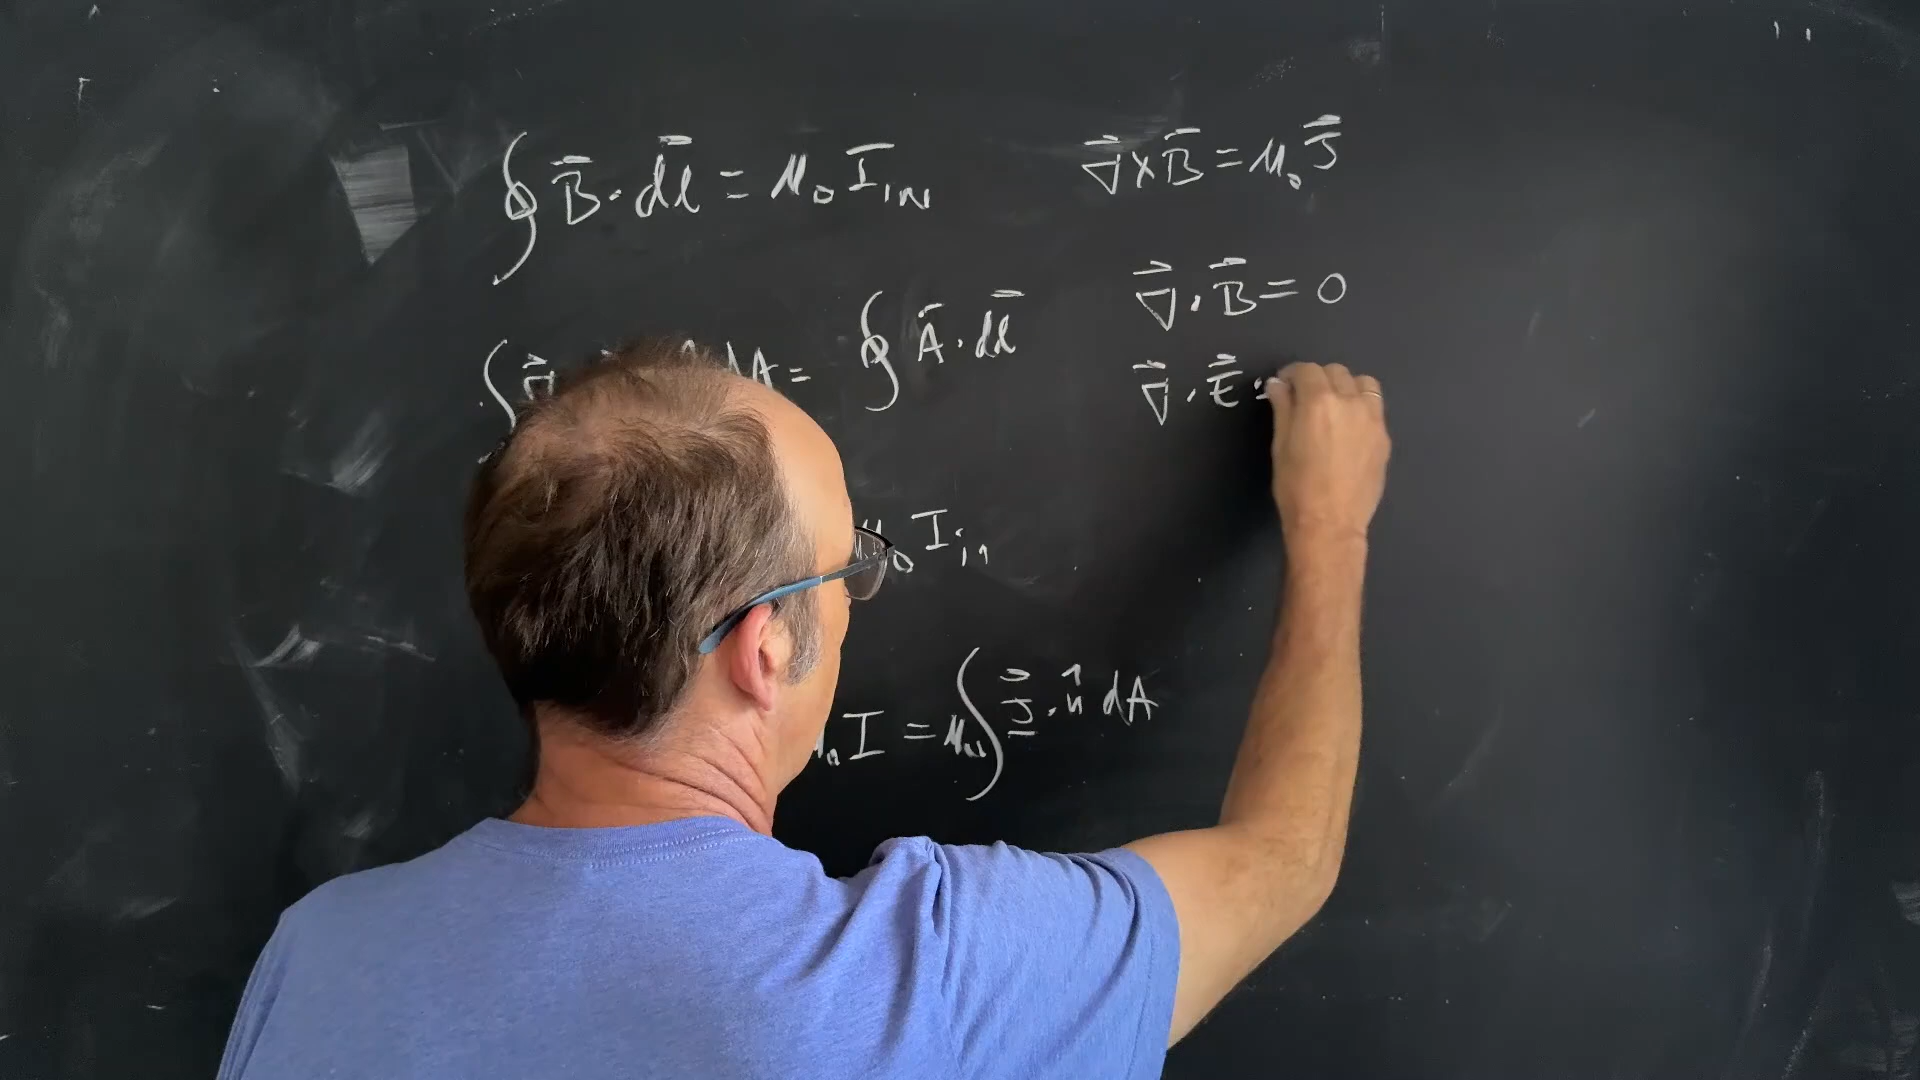 ∮ B⃗ · dl⃗ = μ₀ I_IN
∇⃗ × B⃗ = μ₀ J⃗
∇⃗ · B⃗ = 0
∫ ∇⃗ dA = ∮ A⃗ · dl⃗
∇⃗ · E⃗ =
μ₀ I_in
μ₀ I = μ₀ ∫ J⃗ · n̂ dA